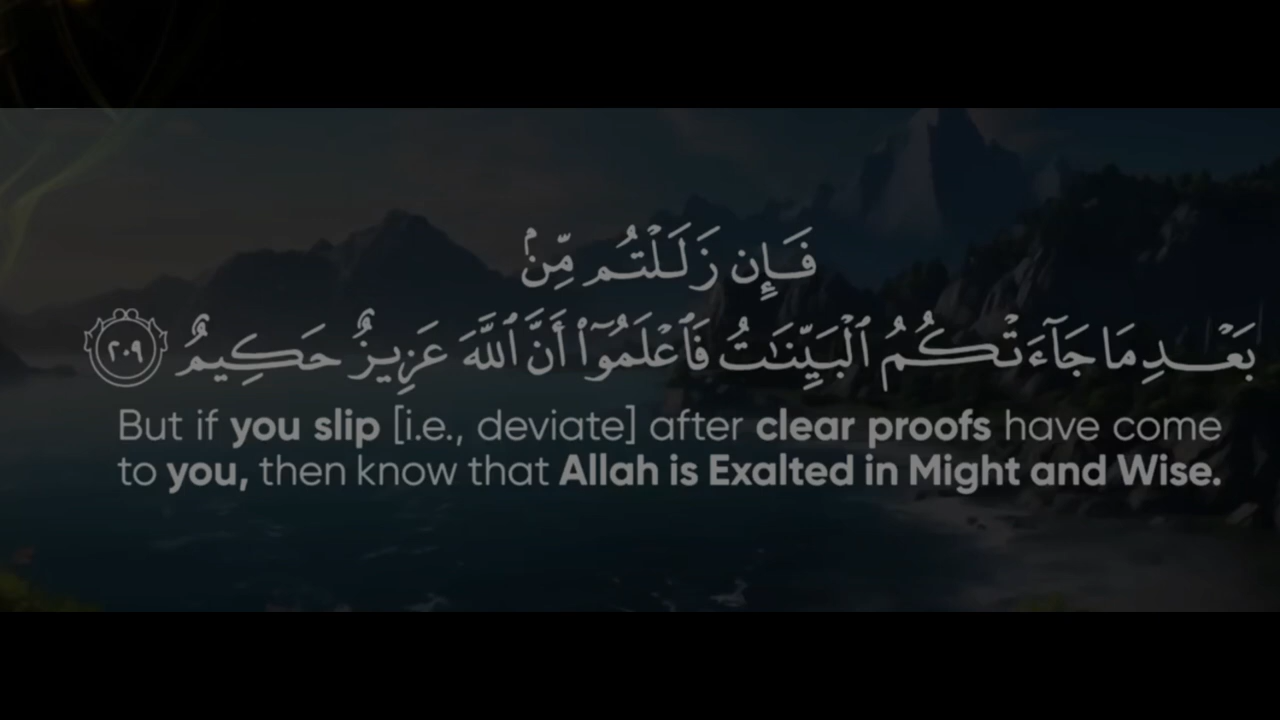 فَإِن زَلَلْتُم مِّنۢ
بَعْدِ مَا جَآءَتْكُمُ ٱلْبَيِّنَٰتُ فَٱعْلَمُوٓا۟ أَنَّ ٱللَّهَ عَزِيزٌ حَكِيمٌ ٢٠٩
But if you slip [i.e., deviate] after clear proofs have come
to you, then know that Allah is Exalted in Might and Wise.